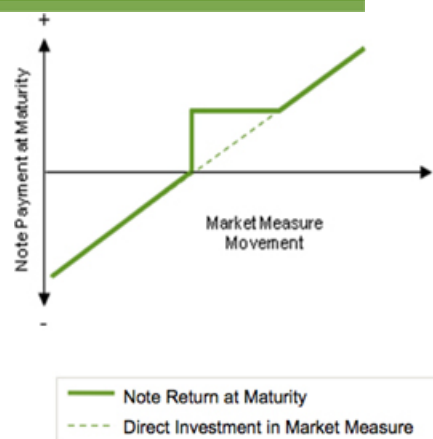 +
Note Payment at Maturity
Market Measure
Movement
-
Note Return at Maturity
Direct Investment in Market Measure